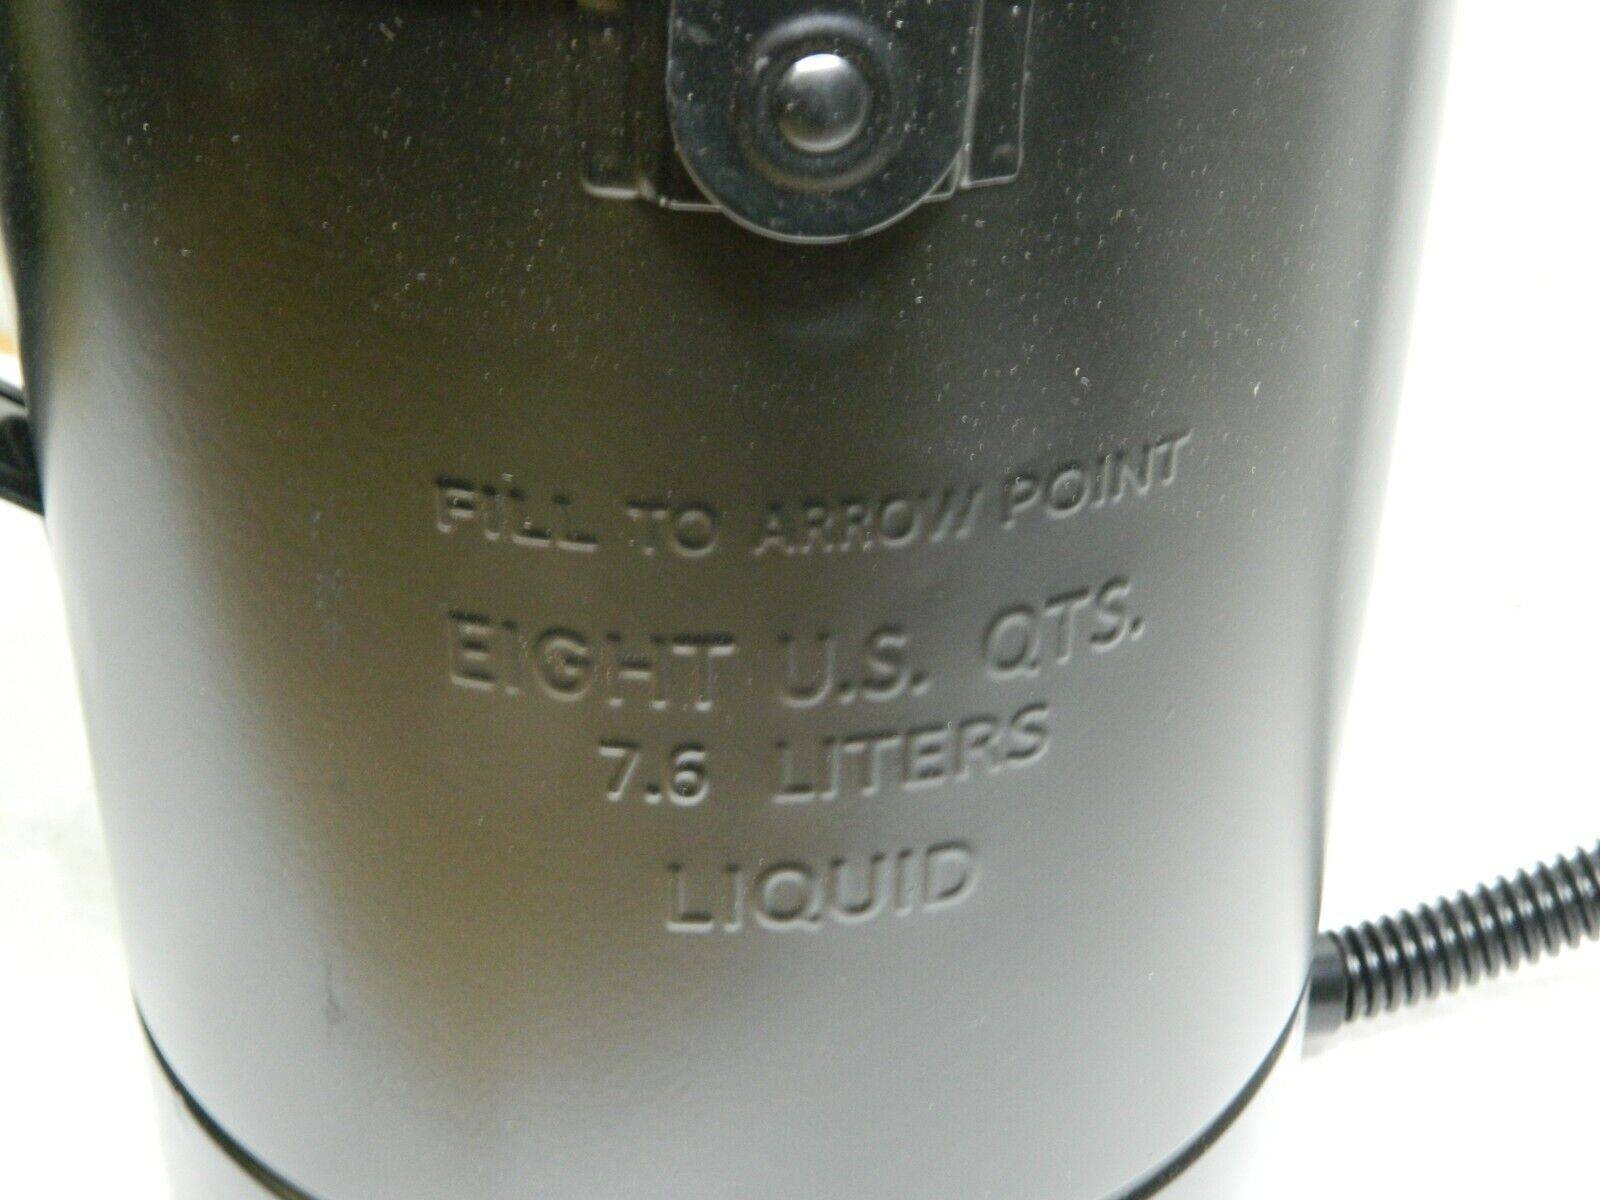 FILL TO ARROW POINT
EIGHT U.S. QTS.
7.6 LITERS
LIQUID